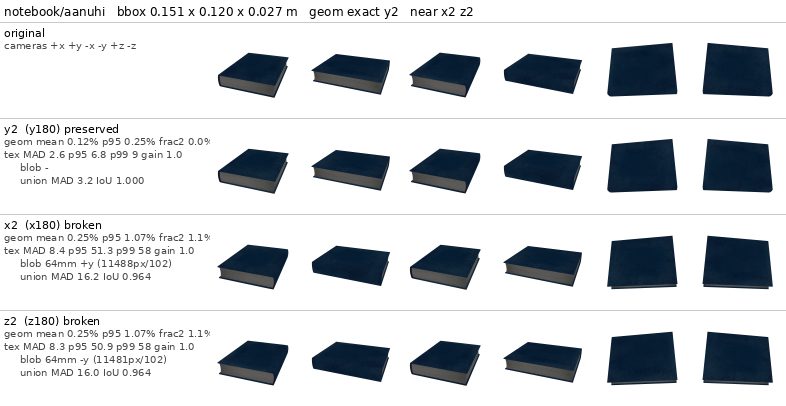 notebook/aanuhi   bbox 0.151 x 0.120 x 0.027 m   geom exact y2   near x2 z2
original
cameras +x +y -x -y +z -z
y2  (y180) preserved
geom mean 0.12% p95 0.25% frac2 0.0%
tex MAD 2.6 p95 6.8 p99 9 gain 1.0
blob -
union MAD 3.2 IoU 1.000
x2  (x180) broken
geom mean 0.25% p95 1.07% frac2 1.1%
tex MAD 8.4 p95 51.3 p99 58 gain 1.0
blob 64mm +y (11488px/102)
union MAD 16.2 IoU 0.964
z2  (z180) broken
geom mean 0.25% p95 1.07% frac2 1.1%
tex MAD 8.3 p95 50.9 p99 58 gain 1.0
blob 64mm -y (11481px/102)
union MAD 16.0 IoU 0.964